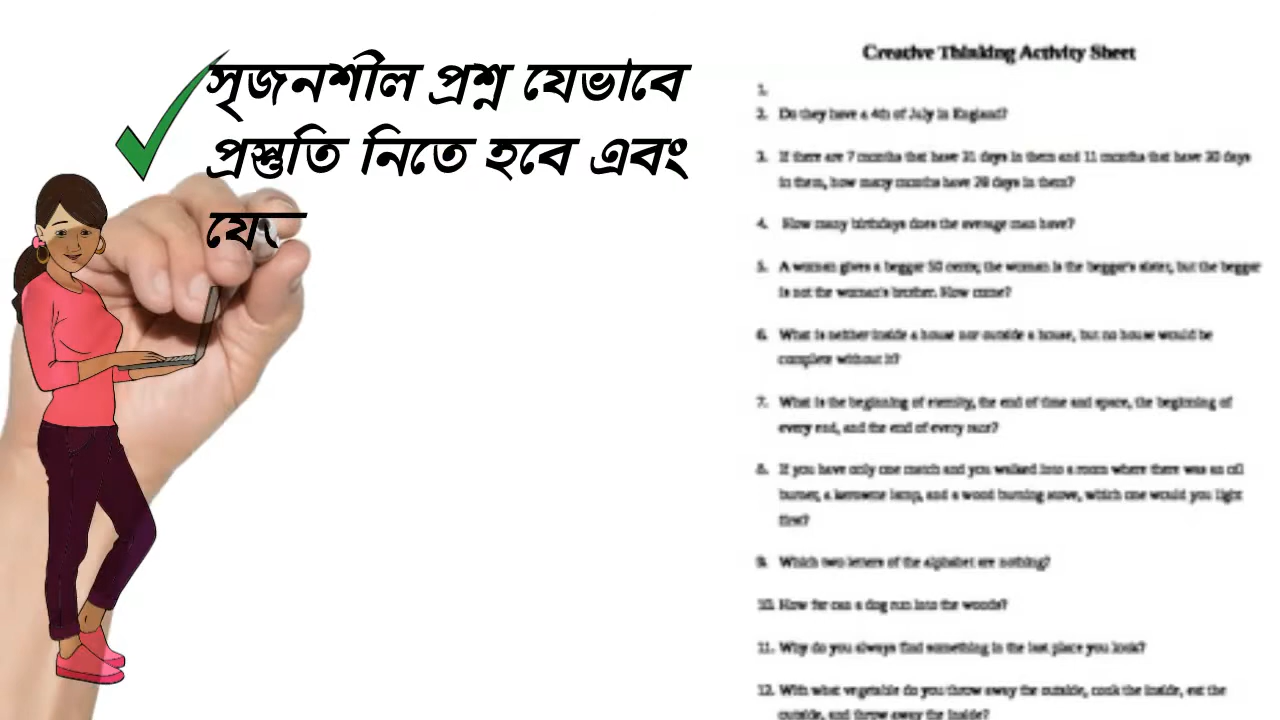 সৃজনশীল প্রশ্ন যেভাবে
প্রস্তুতি নিতে হবে এবং
Creative Thinking Activity Sheet
1.
2. Do they have a 4th of July in England?
3. If there are 7 months that have 31 days in them and 11 months that have 30 days
in them, how many months have 28 days in them?
4. How many birthdays does the average man have?
5. A woman gives a beggar 50 cents; the woman is the beggar's sister, but the beggar
is not the woman's brother. How come?
6. What is neither inside a house nor outside a house, but no house would be
complete without it?
7. What is the beginning of eternity, the end of time and space, the beginning of
every end, and the end of every race?
8. If you have only one match and you walked into a room where there was an oil
burner, a kerosene lamp, and a wood burning stove, which one would you light
first?
9. Which two letters of the alphabet are nothing?
10. How far can a dog run into the woods?
11. Why do you always find something in the last place you look?
12. With what vegetable do you throw away the outside, cook the inside, eat the
outside, and throw away the inside?